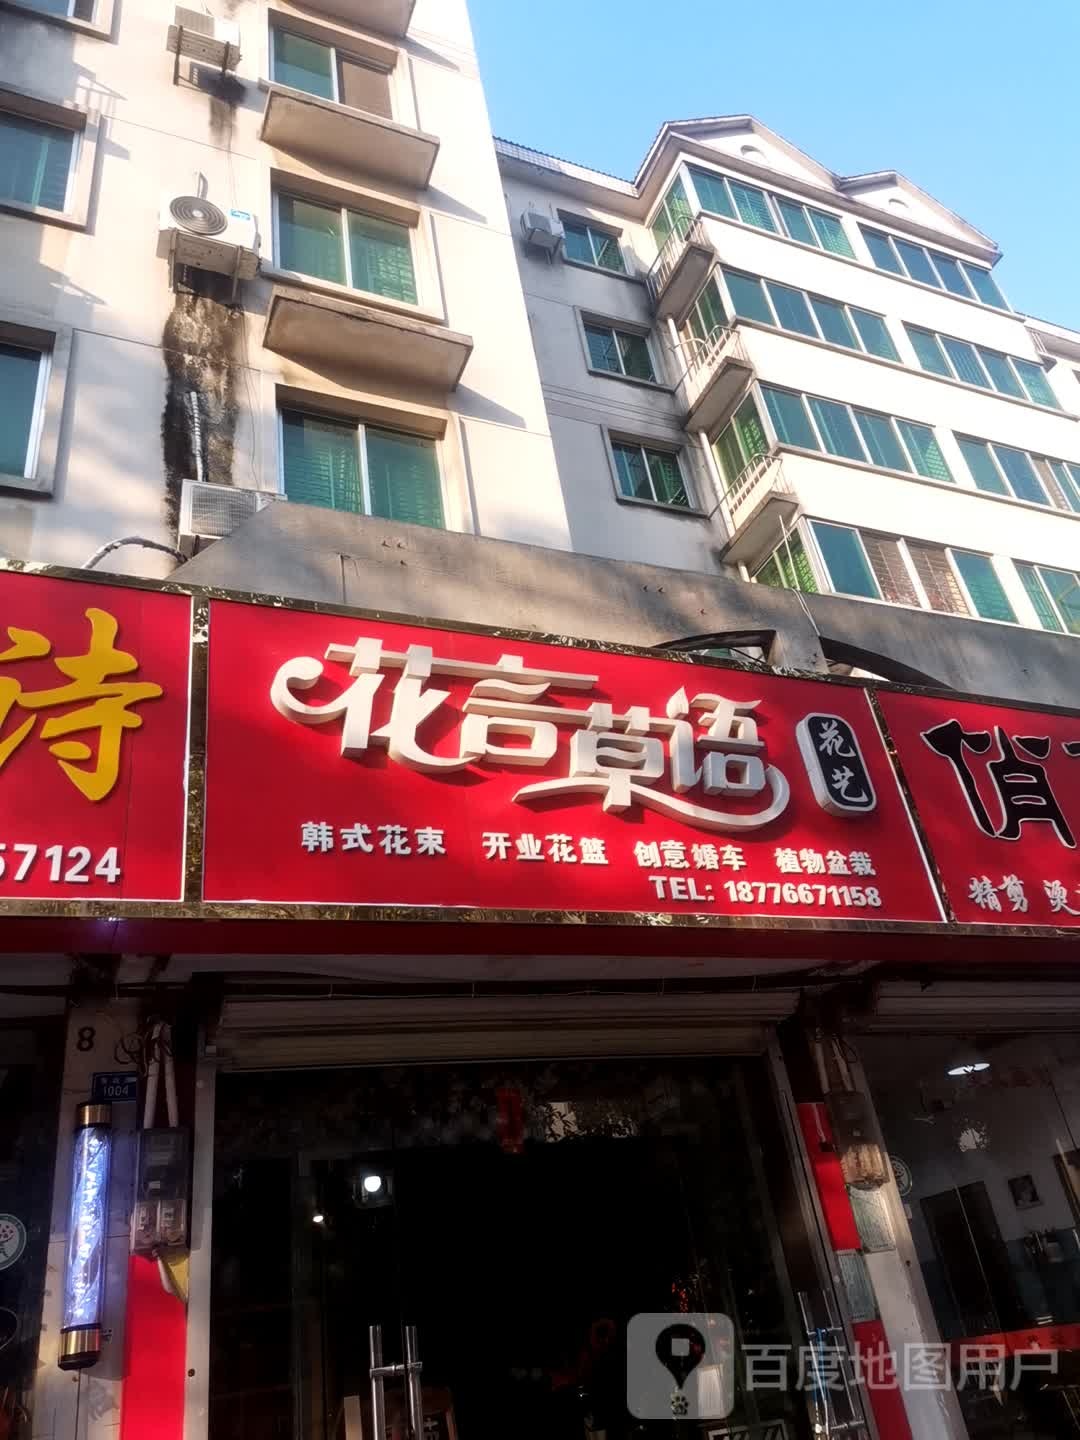 诗
57124
花言草语
花艺
韩式花束 开业花篮 创意婚车 植物盆栽
TEL: 18776671158
俏
精剪 烫
8
1004
百度地图用户